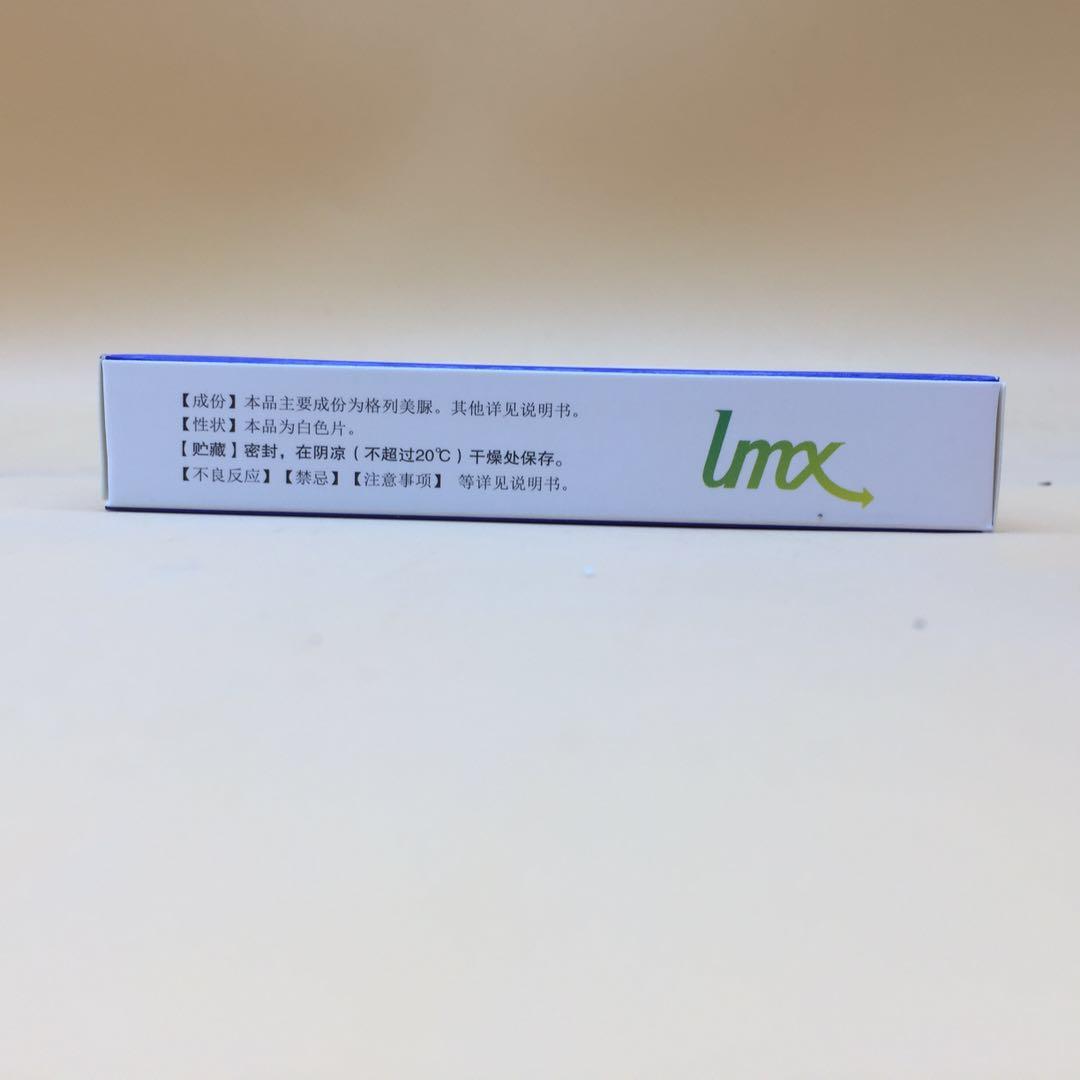 【成份】本品主要成份为格列美脲。其他详见说明书。
【性状】本品为白色片。
【贮藏】密封，在阴凉（不超过20℃）干燥处保存。
【不良反应】【禁忌】【注意事项】 等详见说明书。
lmx